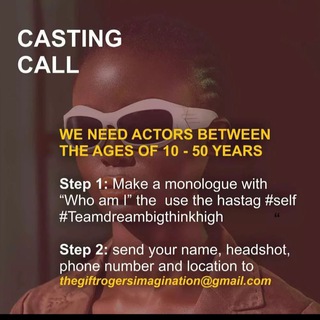 CASTING
CALL
WE NEED ACTORS BETWEEN
THE AGES OF 10 - 50 YEARS
Step 1: Make a monologue with
“Who am I” the  use the hastag #self
#Teamdreambigthinkhigh “
Step 2: send your name, headshot,
phone number and location to
thegiftrogersimagination@gmail.com